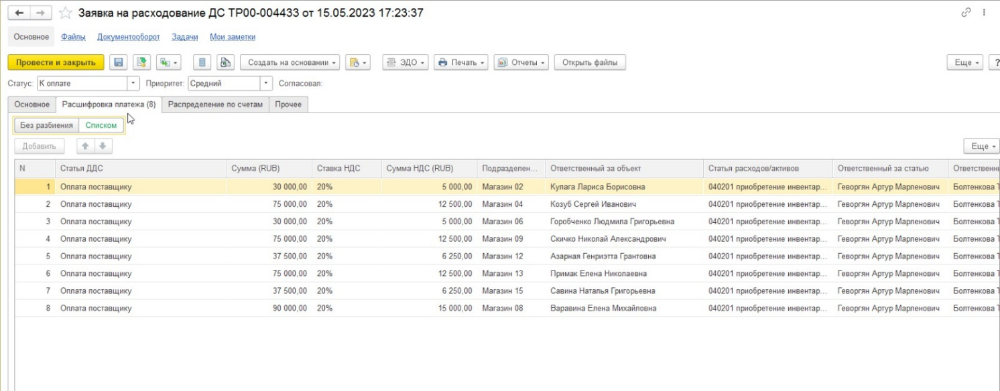 Заявка на расходование ДС ТР00-004433 от 15.05.2023 17:23:37
Основное Файлы Документооборот Задачи Мои заметки
Провести и закрыть Создать на основании ЭДО Печать Отчеты Открыть файлы Еще ?
Статус: К оплате Приоритет: Средний Согласовал:
Основное Расшифровка платежа (8) Распределение по счетам Прочее
Без разбиения Списком
Добавить Еще
N Статья ДДС Сумма (RUB) Ставка НДС Сумма НДС (RUB) Подразделен... Ответственный за объект Статья расходов/активов Ответственный за статью Ответственнь
1 Оплата поставщику 30 000,00 20% 5 000,00 Магазин 02 Кулага Лариса Борисовна 040201 приобретение инвентар... Геворгян Артур Марленович Болтенкова Т
2 Оплата поставщику 75 000,00 20% 12 500,00 Магазин 04 Козуб Сергей Иванович 040201 приобретение инвентар... Геворгян Артур Марленович Болтенкова Т
3 Оплата поставщику 30 000,00 20% 5 000,00 Магазин 06 Горобченко Людмила Григорьевна 040201 приобретение инвентар... Геворгян Артур Марленович Болтенкова Т
4 Оплата поставщику 75 000,00 20% 12 500,00 Магазин 09 Скичко Николай Александрович 040201 приобретение инвентар... Геворгян Артур Марленович Болтенкова Т
5 Оплата поставщику 37 500,00 20% 6 250,00 Магазин 12 Азарная Генриэтта Грантовна 040201 приобретение инвентар... Геворгян Артур Марленович Болтенкова Т
6 Оплата поставщику 75 000,00 20% 12 500,00 Магазин 13 Примак Елена Николаевна 040201 приобретение инвентар... Геворгян Артур Марленович Болтенкова Т
7 Оплата поставщику 37 500,00 20% 6 250,00 Магазин 15 Савина Наталья Григорьевна 040201 приобретение инвентар... Геворгян Артур Марленович Болтенкова Т
8 Оплата поставщику 90 000,00 20% 15 000,00 Магазин 08 Варавина Елена Михайловна 040201 приобретение инвентар... Геворгян Артур Марленович Болтенкова Т